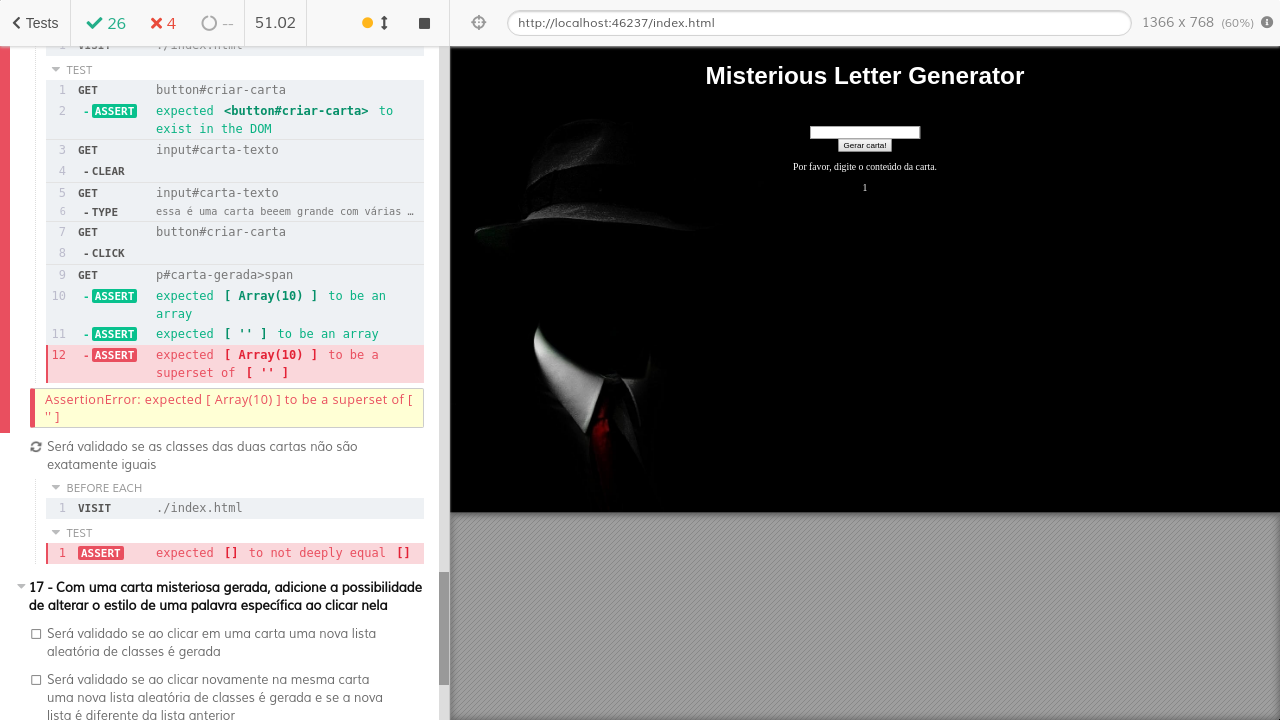 Tests
26
4
--
51.02
http://localhost:46237/index.html
1366 x 768 (60%)
1 VISIT ./index.html
TEST
1 GET button#criar-carta
2 - ASSERT expected <button#criar-carta> to
exist in the DOM
3 GET input#carta-texto
4 - CLEAR
5 GET input#carta-texto
6 - TYPE essa é uma carta beeem grande com várias …
7 GET button#criar-carta
8 - CLICK
9 GET p#carta-gerada>span
10 - ASSERT expected [ Array(10) ] to be an
array
11 - ASSERT expected [ '' ] to be an array
12 - ASSERT expected [ Array(10) ] to be a
superset of [ '' ]
AssertionError: expected [ Array(10) ] to be a superset of [
'' ]
Será validado se as classes das duas cartas não são
exatamente iguais
BEFORE EACH
1 VISIT ./index.html
TEST
1 ASSERT expected [] to not deeply equal []
17 - Com uma carta misteriosa gerada, adicione a possibilidade
de alterar o estilo de uma palavra específica ao clicar nela
Será validado se ao clicar em uma carta uma nova lista
aleatória de classes é gerada
Será validado se ao clicar novamente na mesma carta
uma nova lista aleatória de classes é gerada e se a nova
lista é diferente da lista anterior
Misterious Letter Generator
Gerar carta!
Por favor, digite o conteúdo da carta.
1